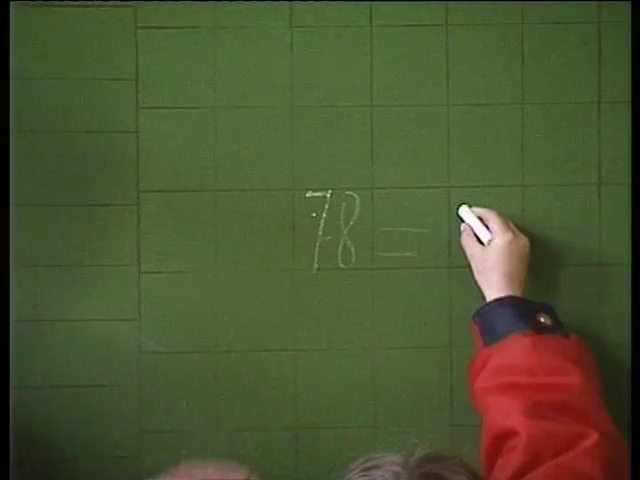 78 =